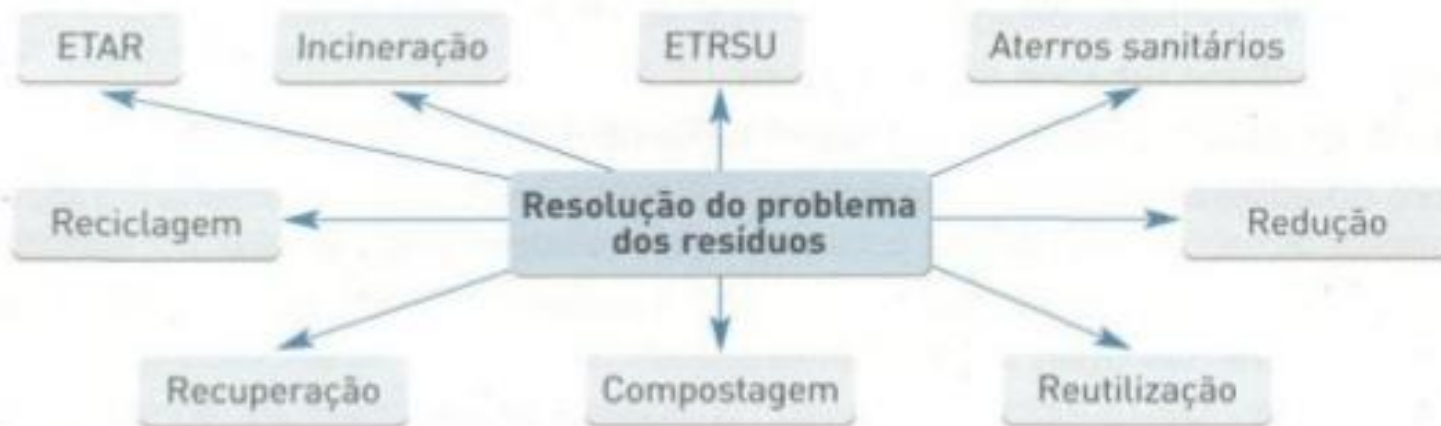 ETAR
Incineração
ETRSU
Aterros sanitários
Reciclagem
Resolução do problema
dos resíduos
Redução
Recuperação
Compostagem
Reutilização